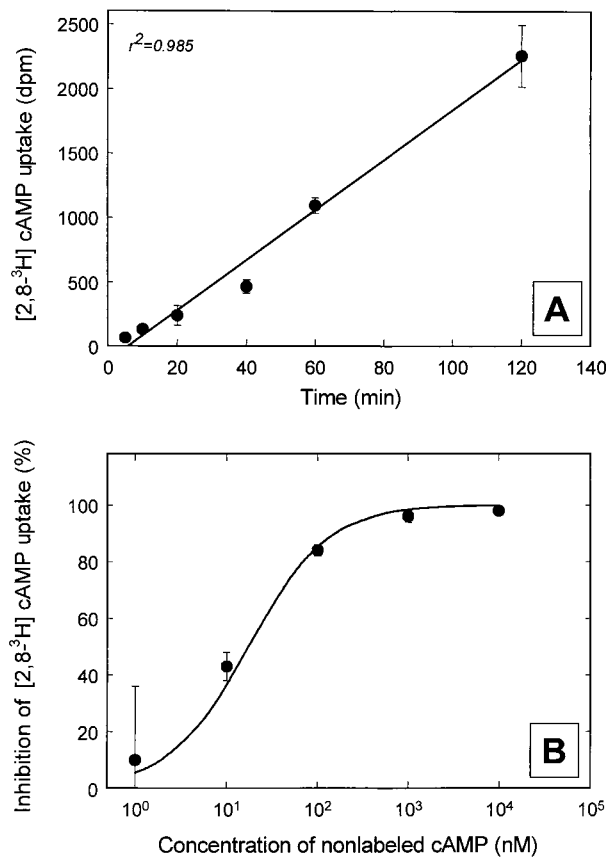 r²=0.985
[2,8-³H] cAMP uptake (dpm)
2500
2000
1500
1000
500
0
A
0 20 40 60 80 100 120 140
Time (min)
Inhibition of [2,8-³H] cAMP uptake (%)
100
80
60
40
20
0
B
10⁰ 10¹ 10² 10³ 10⁴ 10⁵
Concentration of nonlabeled cAMP (nM)